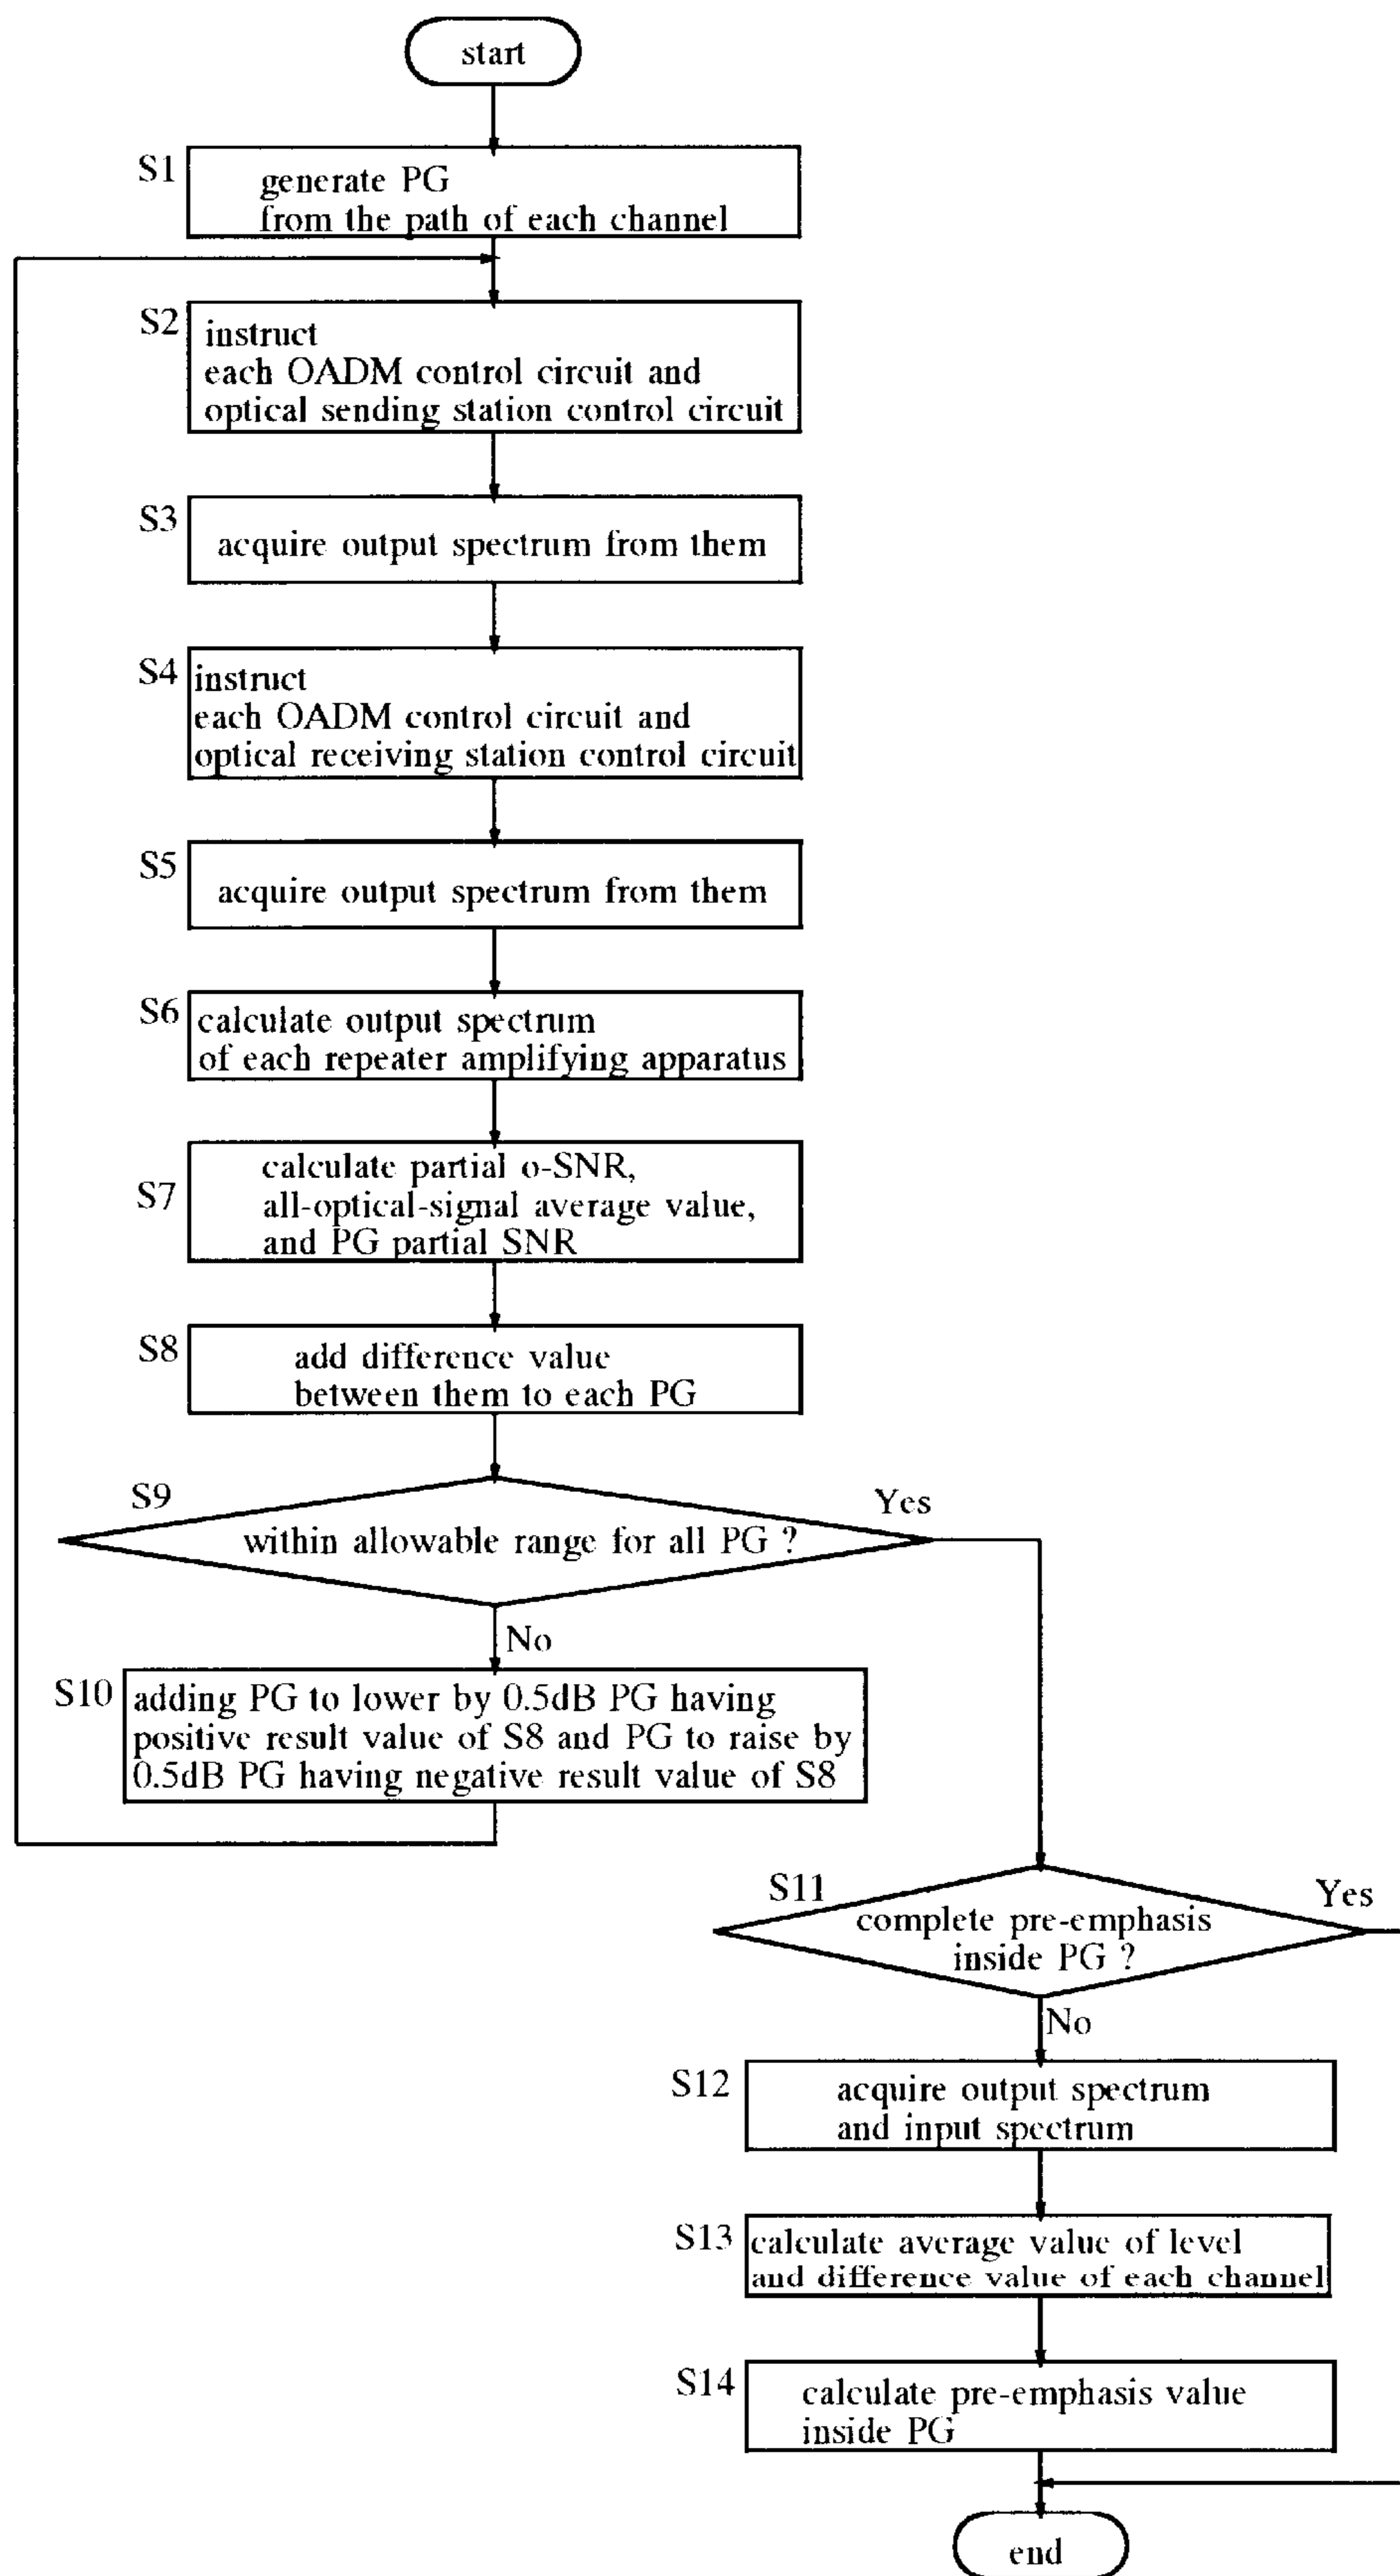 start
S1
generate PG
from the path of each channel
S2
instruct
each OADM control circuit and
optical sending station control circuit
S3
acquire output spectrum from them
S4
instruct
each OADM control circuit and
optical receiving station control circuit
S5
acquire output spectrum from them
S6
calculate output spectrum
of each repeater amplifying apparatus
S7
calculate partial o-SNR,
all-optical-signal average value,
and PG partial SNR
S8
add difference value
between them to each PG
S9
Yes
within allowable range for all PG ?
No
S10
adding PG to lower by 0.5dB PG having
positive result value of S8 and PG to raise by
0.5dB PG having negative result value of S8
S11
Yes
complete pre-emphasis
inside PG ?
No
S12
acquire output spectrum
and input spectrum
S13
calculate average value of level
and difference value of each channel
S14
calculate pre-emphasis value
inside PG
end